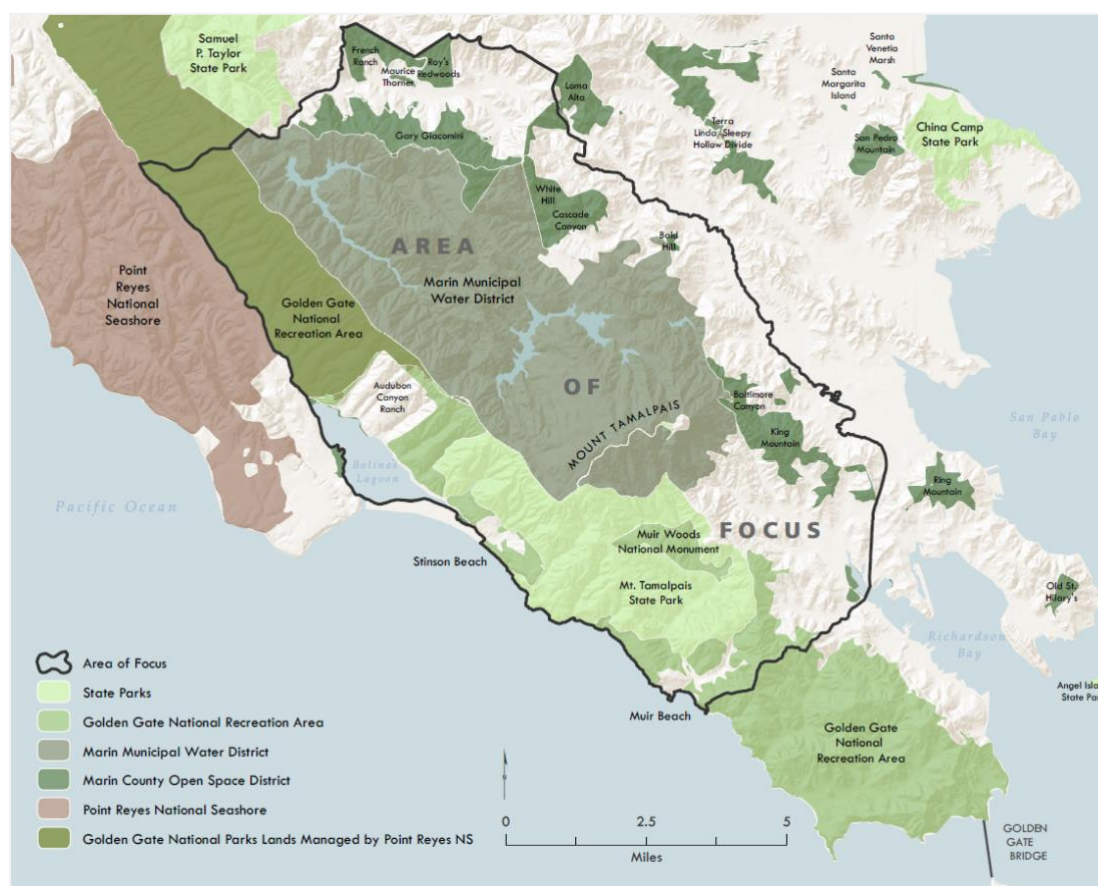 Samuel
P. Taylor
State Park
French
Ranch
Maurice
Thorner
Roy's
Redwoods
Loma
Alta
Santa
Venetia
Marsh
Santa
Margarita
Island
Terra
Linda/Sleepy
Hollow Divide
San Pedro
Mountain
China Camp
State Park
Gary Giacomini
White
Hill
Cascade
Canyon
Bald
Hill
AREA
OF
FOCUS
Marin Municipal
Water District
Point
Reyes
National
Seashore
Golden Gate
National
Recreation Area
Audubon
Canyon
Ranch
MOUNT TAMALPAIS
Baltimore
Canyon
King
Mountain
San Pablo
Bay
Ring
Mountain
Bolinas
Lagoon
Pacific Ocean
Stinson Beach
Muir Woods
National Monument
Mt. Tamalpais
State Park
Old St.
Hilary's
Richardson
Bay
Angel Isl
State Par
Muir Beach
Golden Gate
National
Recreation Area
GOLDEN
GATE
BRIDGE
Area of Focus
State Parks
Golden Gate National Recreation Area
Marin Municipal Water District
Marin County Open Space District
Point Reyes National Seashore
Golden Gate National Parks Lands Managed by Point Reyes NS
0 2.5 5
Miles